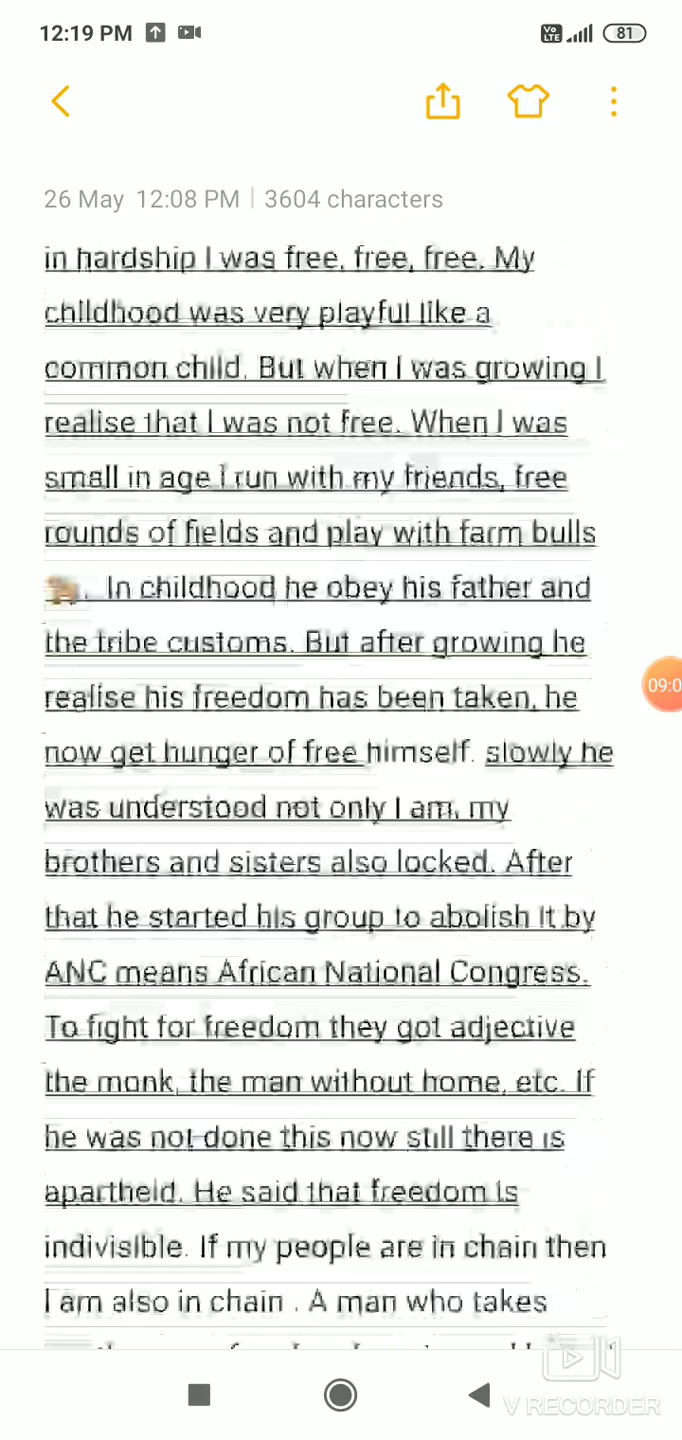 12:19 PM
Vo LTE 81
26 May 12:08 PM | 3604 characters
in hardship I was free, free, free. My
childhood was very playful like a
common child. But when I was growing I
realise that I was not free. When I was
small in age I run with my friends, free
rounds of fields and play with farm bulls
. In childhood he obey his father and
the tribe customs. But after growing he
realise his freedom has been taken, he
now get hunger of free himself. slowly he
was understood not only I am, my
brothers and sisters also locked. After
that he started his group to abolish it by
ANC means African National Congress.
To fight for freedom they got adjective
the monk, the man without home, etc. If
he was not done this now still there is
apartheid. He said that freedom is
indivisible. If my people are in chain then
I am also in chain . A man who takes
09:0
V RECORDER